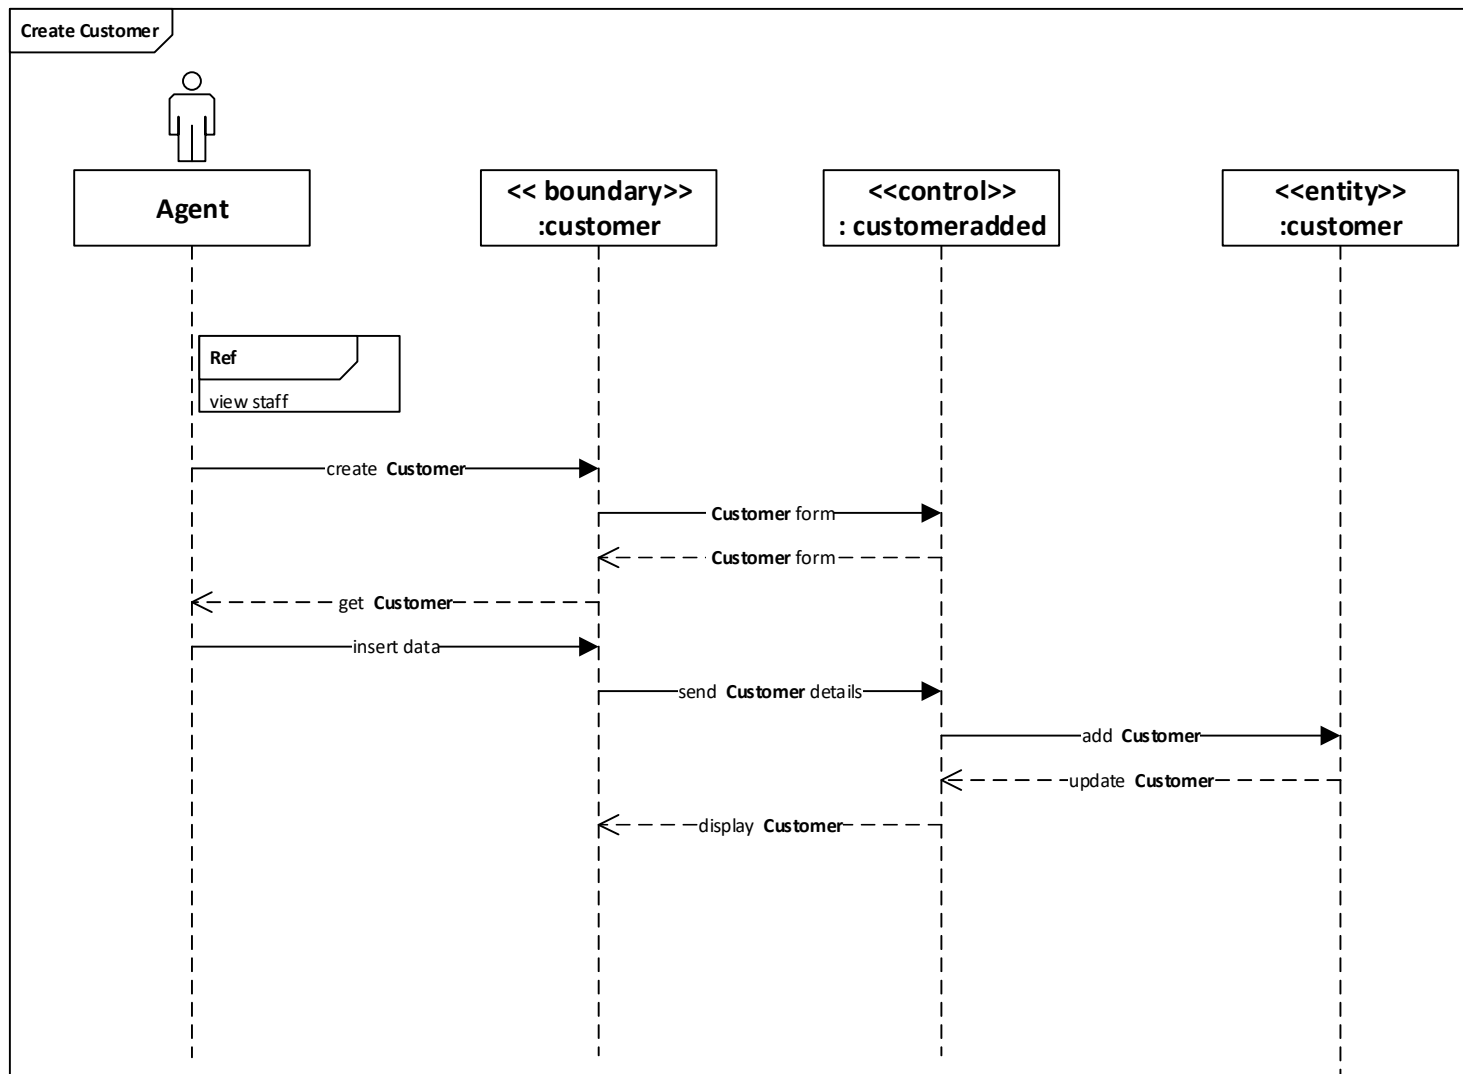 Create Customer
Agent
<< boundary>>
:customer
<<control>>
: customeradded
<<entity>>
:customer
Ref
view staff
create Customer
Customer form
Customer form
get Customer
insert data
send Customer details
add Customer
update Customer
display Customer